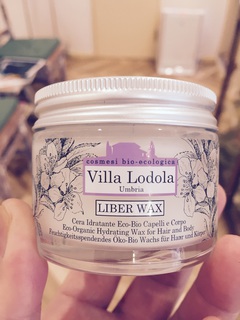 cosmesi bio-ecologica
Villa Lodola
Umbria
LIBER WAX
Cera Idratante Eco-Bio Capelli e Corpo
Eco-Organic Hydrating Wax for Hair and Body
Feuchtigkeitsspendendes Öko-Bio Wachs für Haar und Körper